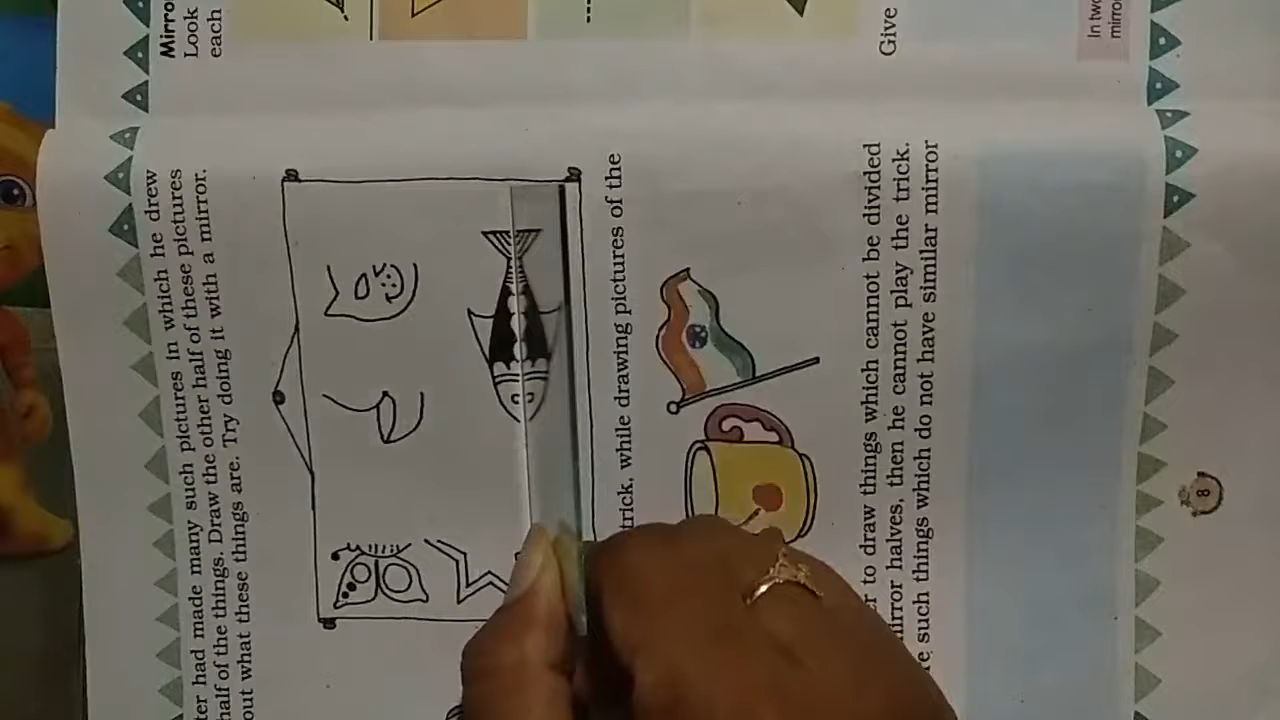 Mirro
Look
each
Give
In two
mirro
ter had made many such pictures in which he drew
half of the things. Draw the other half of these pictures
out what these things are. Try doing it with a mirror.
trick, while drawing pictures of the
er to draw things which cannot be divided
mirror halves, then he cannot play the trick.
re such things which do not have similar mirror
8